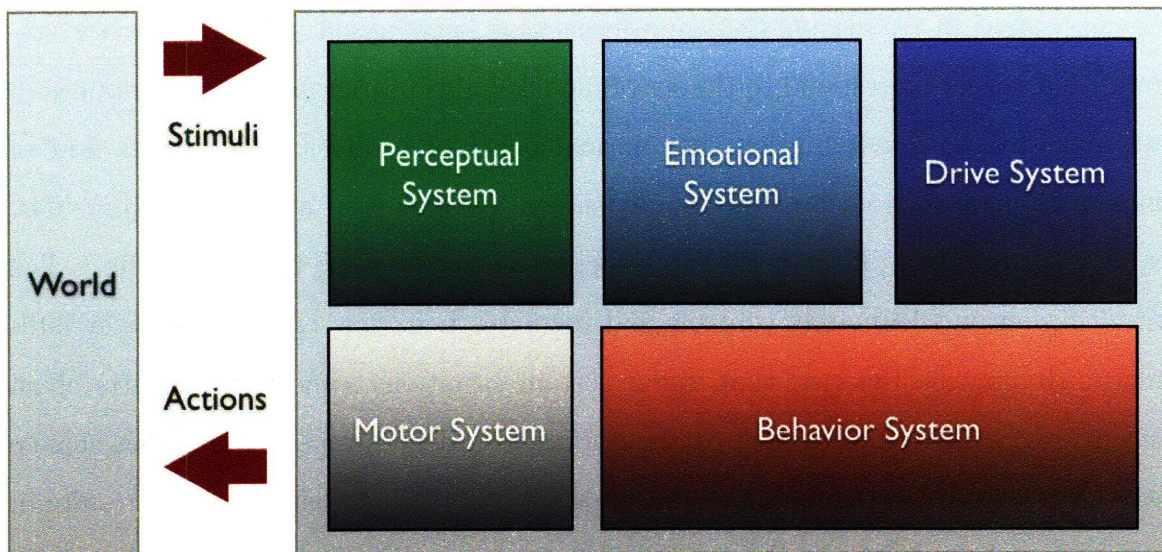 Stimuli
Perceptual
System
Emotional
System
Drive System
World
Actions
Motor System
Behavior System